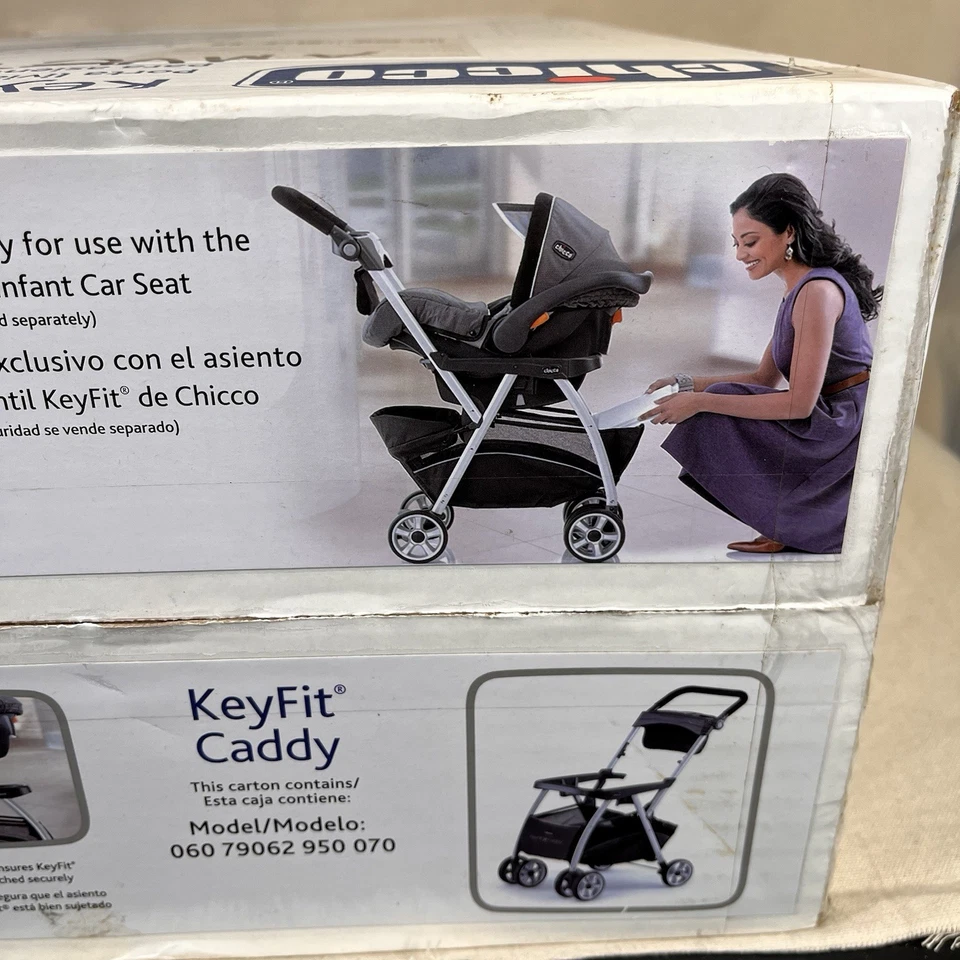 chicco
y for use with the
nfant Car Seat
d separately)
xclusivo con el asiento
ntil KeyFit® de Chicco
uridad se vende separado)
chicco
chicco
KeyFit®
Caddy
This carton contains/
Esta caja contiene:
Model/Modelo:
060 79062 950 070
nsures KeyFit®
ched securely
egura que el asiento
t® está bien sujetado